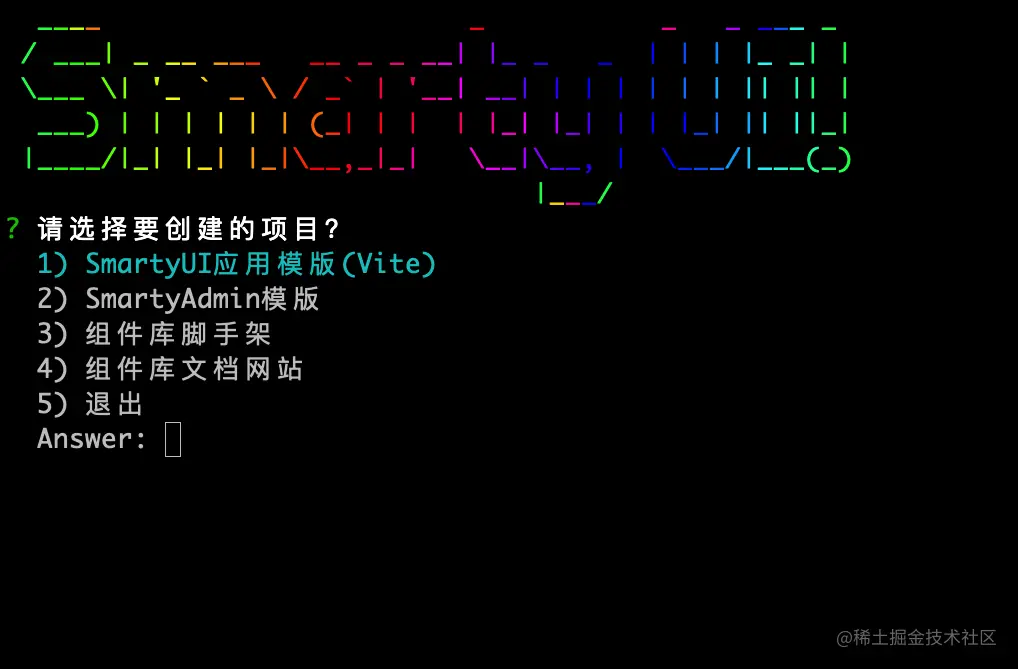 Smarty UI!
? 请选择要创建的项目?
1) SmartyUI应用模版(Vite)
2) SmartyAdmin模版
3) 组件库脚手架
4) 组件库文档网站
5) 退出
Answer:
@稀土掘金技术社区